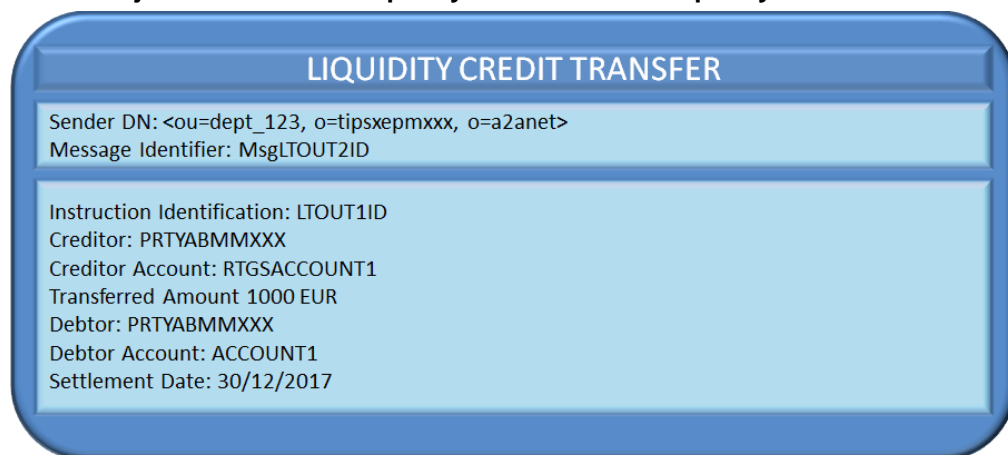 LIQUIDITY CREDIT TRANSFER
Sender DN: <ou=dept_123, o=tipsxepmxxx, o=a2anet>
Message Identifier: MsgLTOUT2ID
Instruction Identification: LTOUT1ID
Creditor: PRTYABMMXXX
Creditor Account: RTGSACCOUNT1
Transferred Amount 1000 EUR
Debtor: PRTYABMMXXX
Debtor Account: ACCOUNT1
Settlement Date: 30/12/2017